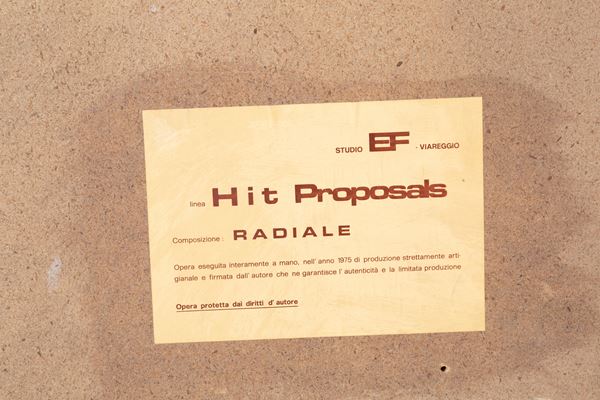 STUDIO EF - VIAREGGIO
linea Hit Proposals
Composizione : RADIALE
Opera eseguita interamente a mano, nell' anno 1975 di produzione strettamente arti-
gianale e firmata dall' autore che ne garantisce l' autenticità e la limitata produzione
Opera protetta dai diritti d' autore